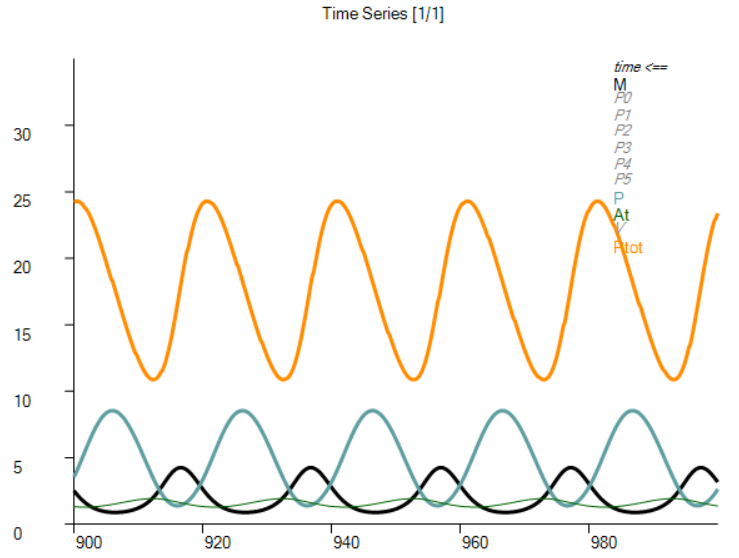 Time Series [1/1]
time <==
M
P0
P1
P2
P3
P4
P5
P
At
V
Ptot
30
25
20
15
10
5
0
900
920
940
960
980